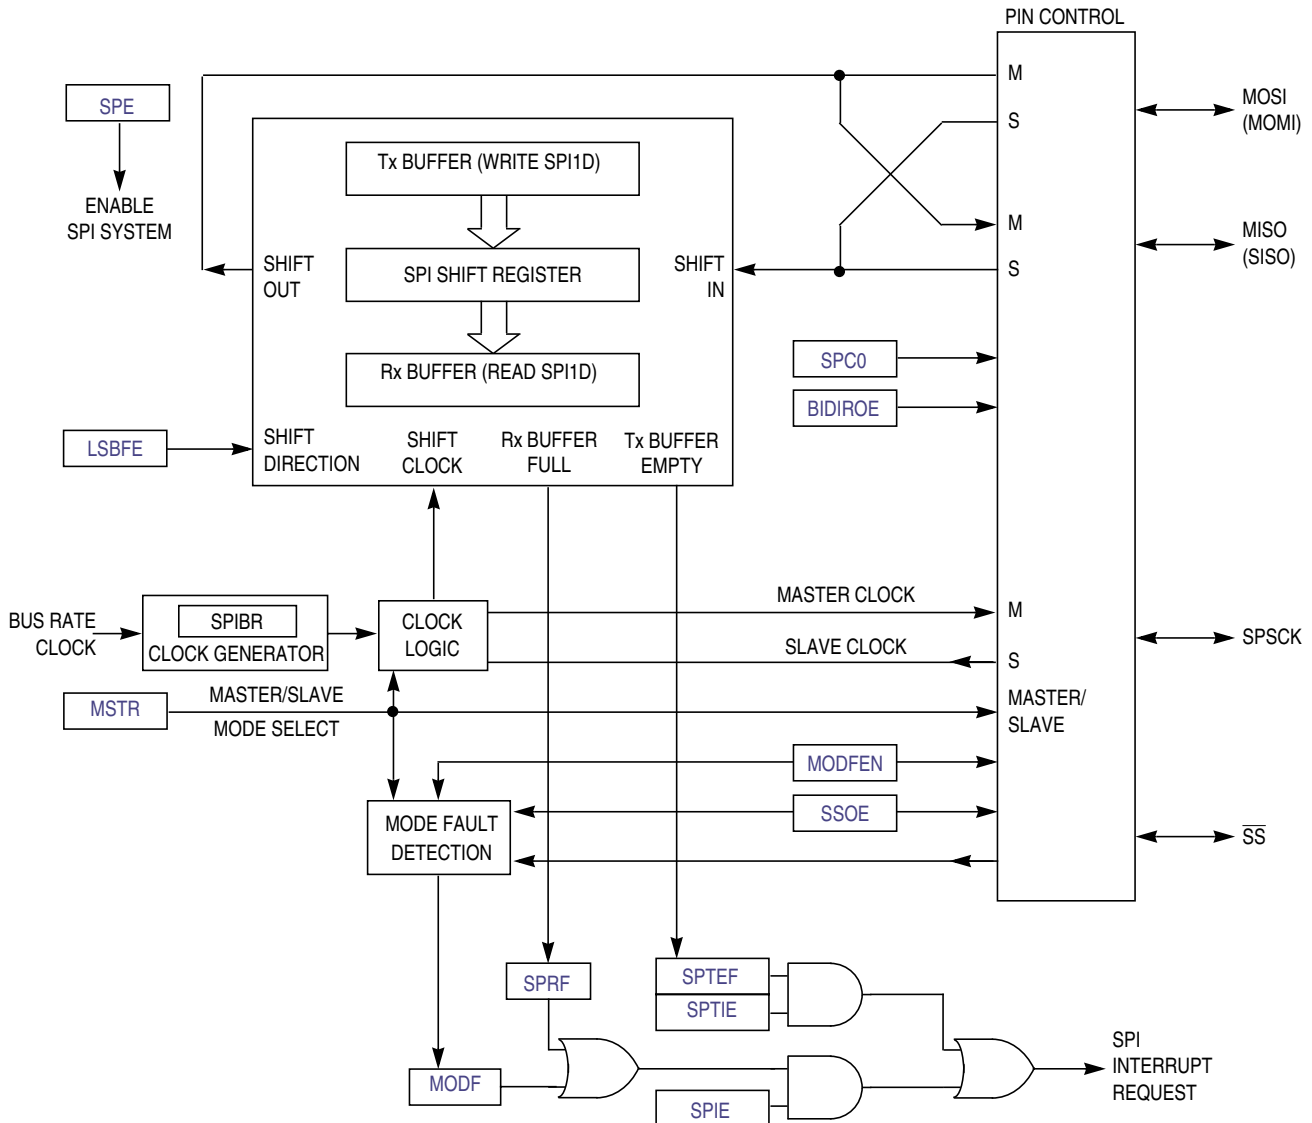 PIN CONTROL
M
SPE
MOSI
(MOMI)
S
Tx BUFFER (WRITE SPI1D)
ENABLE
SPI SYSTEM
M
MISO
(SISO)
SHIFT
OUT
SPI SHIFT REGISTER
SHIFT
IN
S
SPC0
Rx BUFFER (READ SPI1D)
BIDIROE
LSBFE
SHIFT
DIRECTION
SHIFT
CLOCK
Rx BUFFER
FULL
Tx BUFFER
EMPTY
BUS RATE
CLOCK
SPIBR
CLOCK GENERATOR
CLOCK
LOGIC
MASTER CLOCK
M
SLAVE CLOCK
S
SPSCK
MSTR
MASTER/SLAVE
MODE SELECT
MASTER/
SLAVE
MODFEN
MODE FAULT
DETECTION
SSOE
SS
SPRF
SPTEF
SPTIE
MODF
SPIE
SPI
INTERRUPT
REQUEST